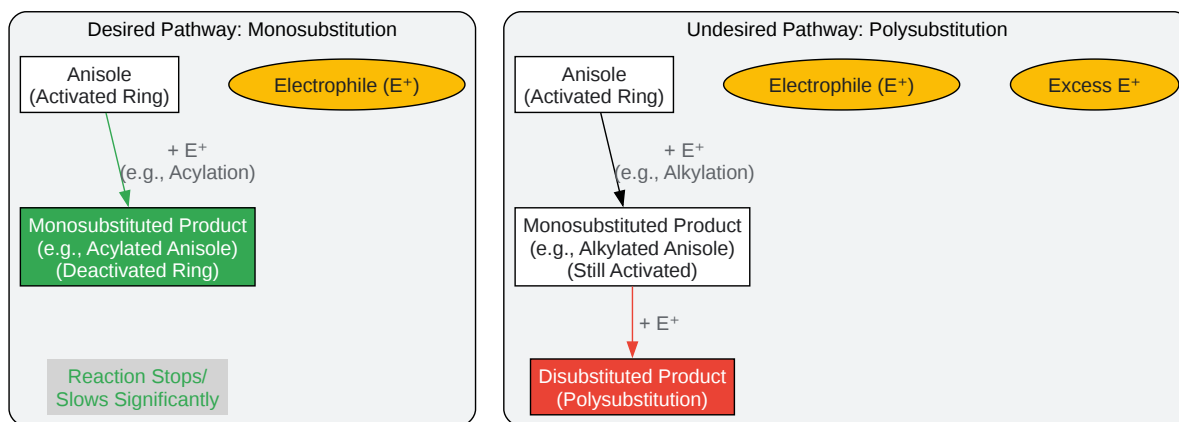 Desired Pathway: Monosubstitution
Anisole
(Activated Ring)
Electrophile (E⁺)
+ E⁺
(e.g., Acylation)
Monosubstituted Product
(e.g., Acylated Anisole)
(Deactivated Ring)
Reaction Stops/
Slows Significantly
Undesired Pathway: Polysubstitution
Anisole
(Activated Ring)
Electrophile (E⁺)
Excess E⁺
+ E⁺
(e.g., Alkylation)
Monosubstituted Product
(e.g., Alkylated Anisole)
(Still Activated)
+ E⁺
Disubstituted Product
(Polysubstitution)